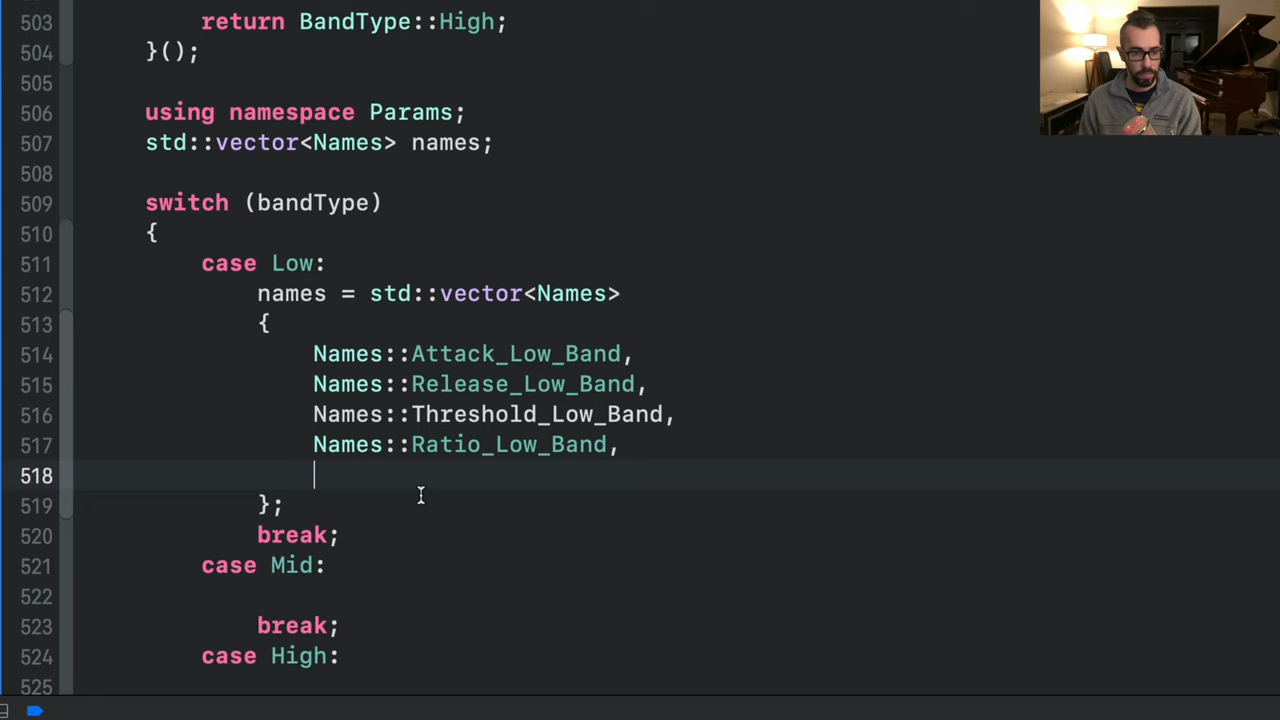 503 return BandType::High;
504 }();
505
506 using namespace Params;
507 std::vector<Names> names;
508
509 switch (bandType)
510 {
511 case Low:
512 names = std::vector<Names>
513 {
514 Names::Attack_Low_Band,
515 Names::Release_Low_Band,
516 Names::Threshold_Low_Band,
517 Names::Ratio_Low_Band,
518
519 };
520 break;
521 case Mid:
522
523 break;
524 case High:
525